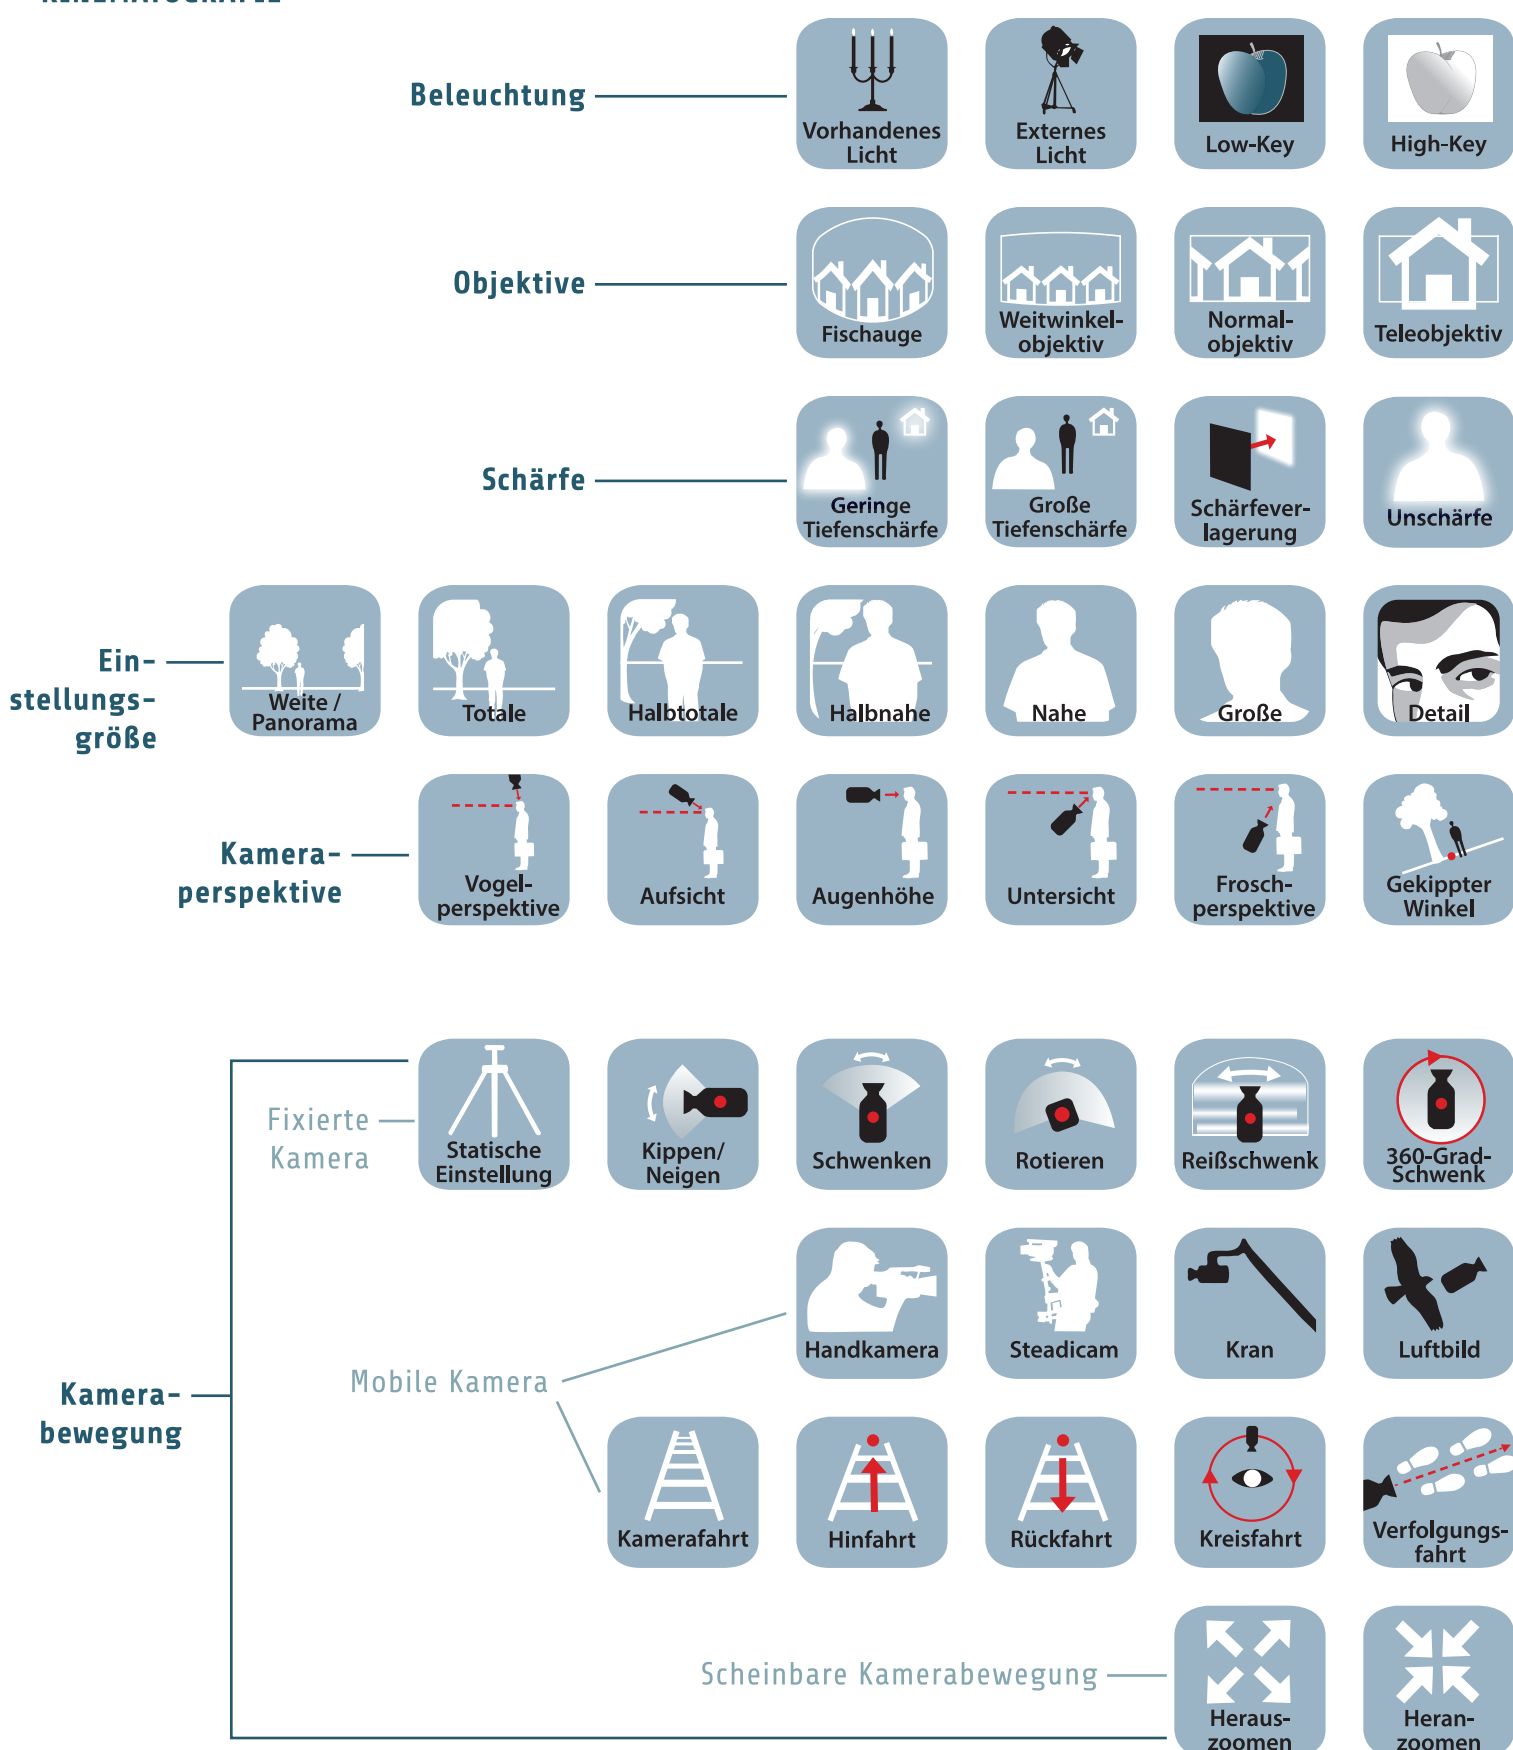 KINEMATOGRAFIE
Beleuchtung
Vorhandenes
Licht
Externes
Licht
Low-Key
High-Key
Objektive
Fischauge
Weitwinkel-
objektiv
Normal-
objektiv
Teleobjektiv
Schärfe
Geringe
Tiefenschärfe
Große
Tiefenschärfe
Schärfever-
lagerung
Unschärfe
Ein-
stellungs-
größe
Weite /
Panorama
Totale
Halbtotale
Halbnahe
Nahe
Große
Detail
Kamera-
perspektive
Vogel-
perspektive
Aufsicht
Augenhöhe
Untersicht
Frosch-
perspektive
Gekippter
Winkel
Kamera-
bewegung
Fixierte
Kamera
Statische
Einstellung
Kippen/
Neigen
Schwenken
Rotieren
Reißschwenk
360-Grad-
Schwenk
Mobile Kamera
Handkamera
Steadicam
Kran
Luftbild
Kamerafahrt
Hinfahrt
Rückfahrt
Kreisfahrt
Verfolgungs-
fahrt
Scheinbare Kamerabewegung
Heraus-
zoomen
Heran-
zoomen